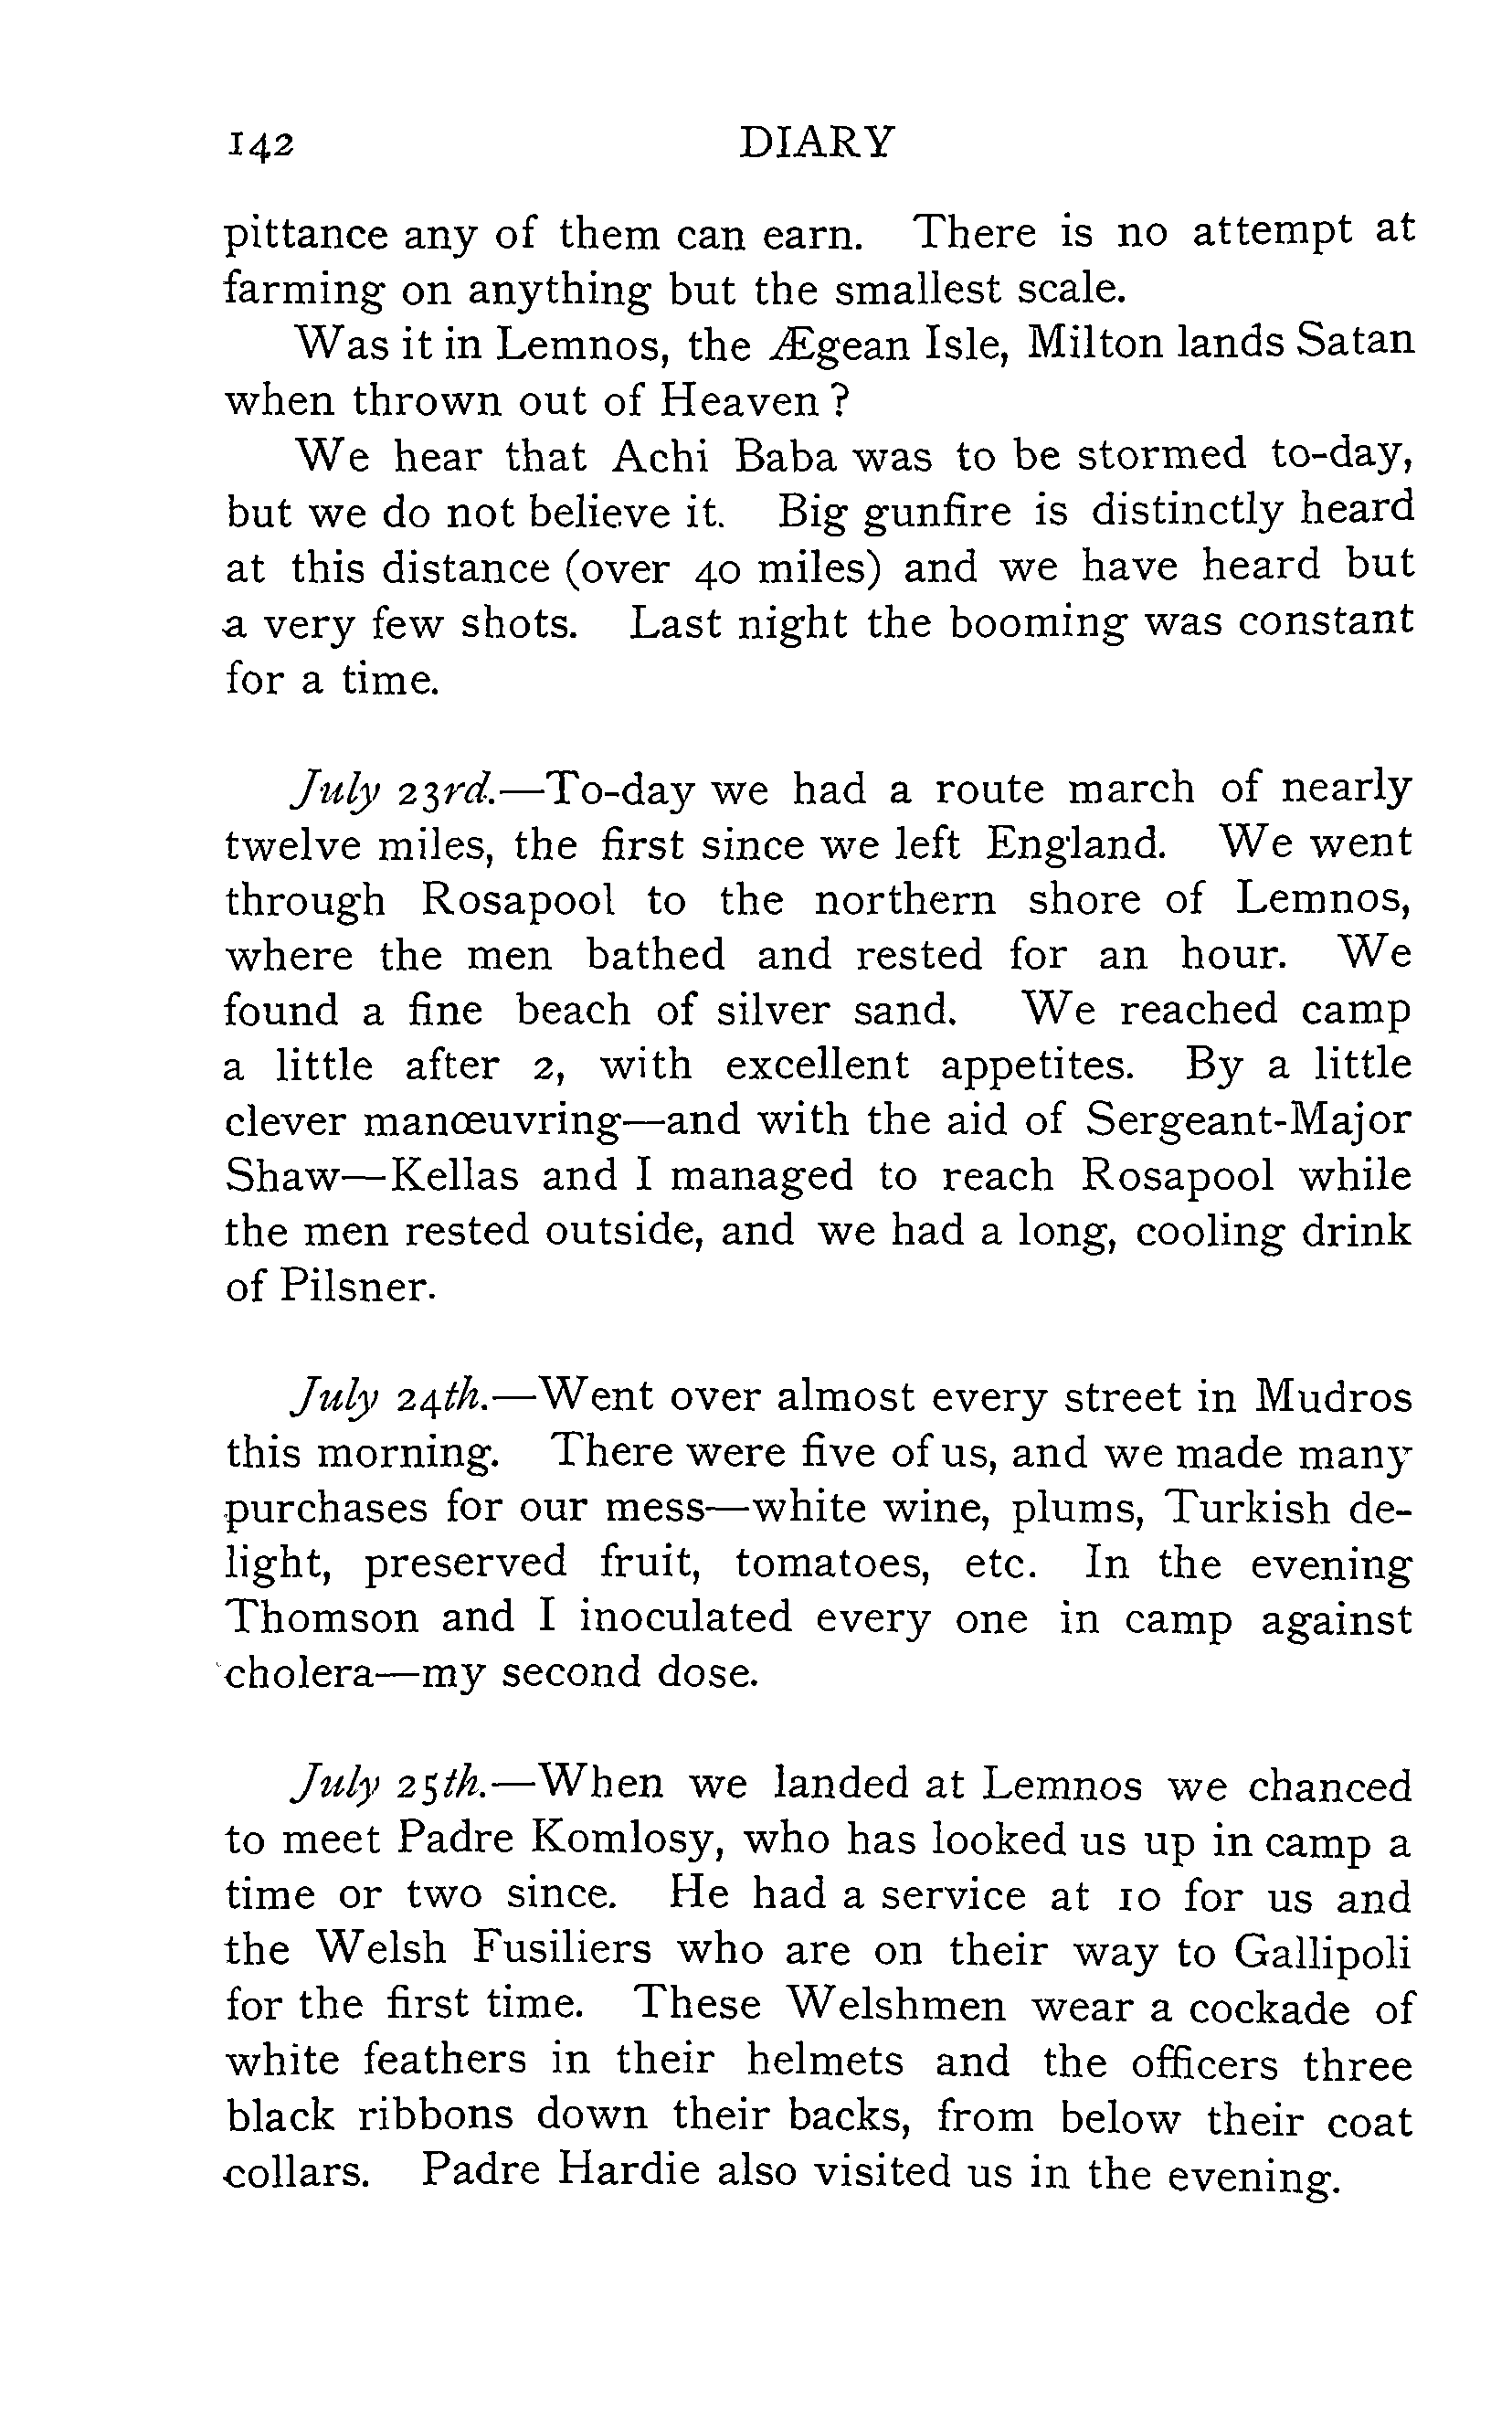 142 DIARY
pittance any of them can earn. There is no attempt at
farming on anything but the smallest scale.
Was it in Lemnos, the Ægean Isle, Milton lands Satan
when thrown out of Heaven ?
We hear that Achi Baba was to be stormed to-day,
but we do not believe it. Big gunfire is distinctly heard
at this distance (over 40 miles) and we have heard but
a very few shots. Last night the booming was constant
for a time.
July 23rd.—To-day we had a route march of nearly
twelve miles, the first since we left England. We went
through Rosapool to the northern shore of Lemnos,
where the men bathed and rested for an hour. We
found a fine beach of silver sand. We reached camp
a little after 2, with excellent appetites. By a little
clever manœuvring—and with the aid of Sergeant-Major
Shaw—Kellas and I managed to reach Rosapool while
the men rested outside, and we had a long, cooling drink
of Pilsner.
July 24th.—Went over almost every street in Mudros
this morning. There were five of us, and we made many
purchases for our mess—white wine, plums, Turkish de-
light, preserved fruit, tomatoes, etc. In the evening
Thomson and I inoculated every one in camp against
cholera—my second dose.
July 25th.—When we landed at Lemnos we chanced
to meet Padre Komlosy, who has looked us up in camp a
time or two since. He had a service at 10 for us and
the Welsh Fusiliers who are on their way to Gallipoli
for the first time. These Welshmen wear a cockade of
white feathers in their helmets and the officers three
black ribbons down their backs, from below their coat
collars. Padre Hardie also visited us in the evening.